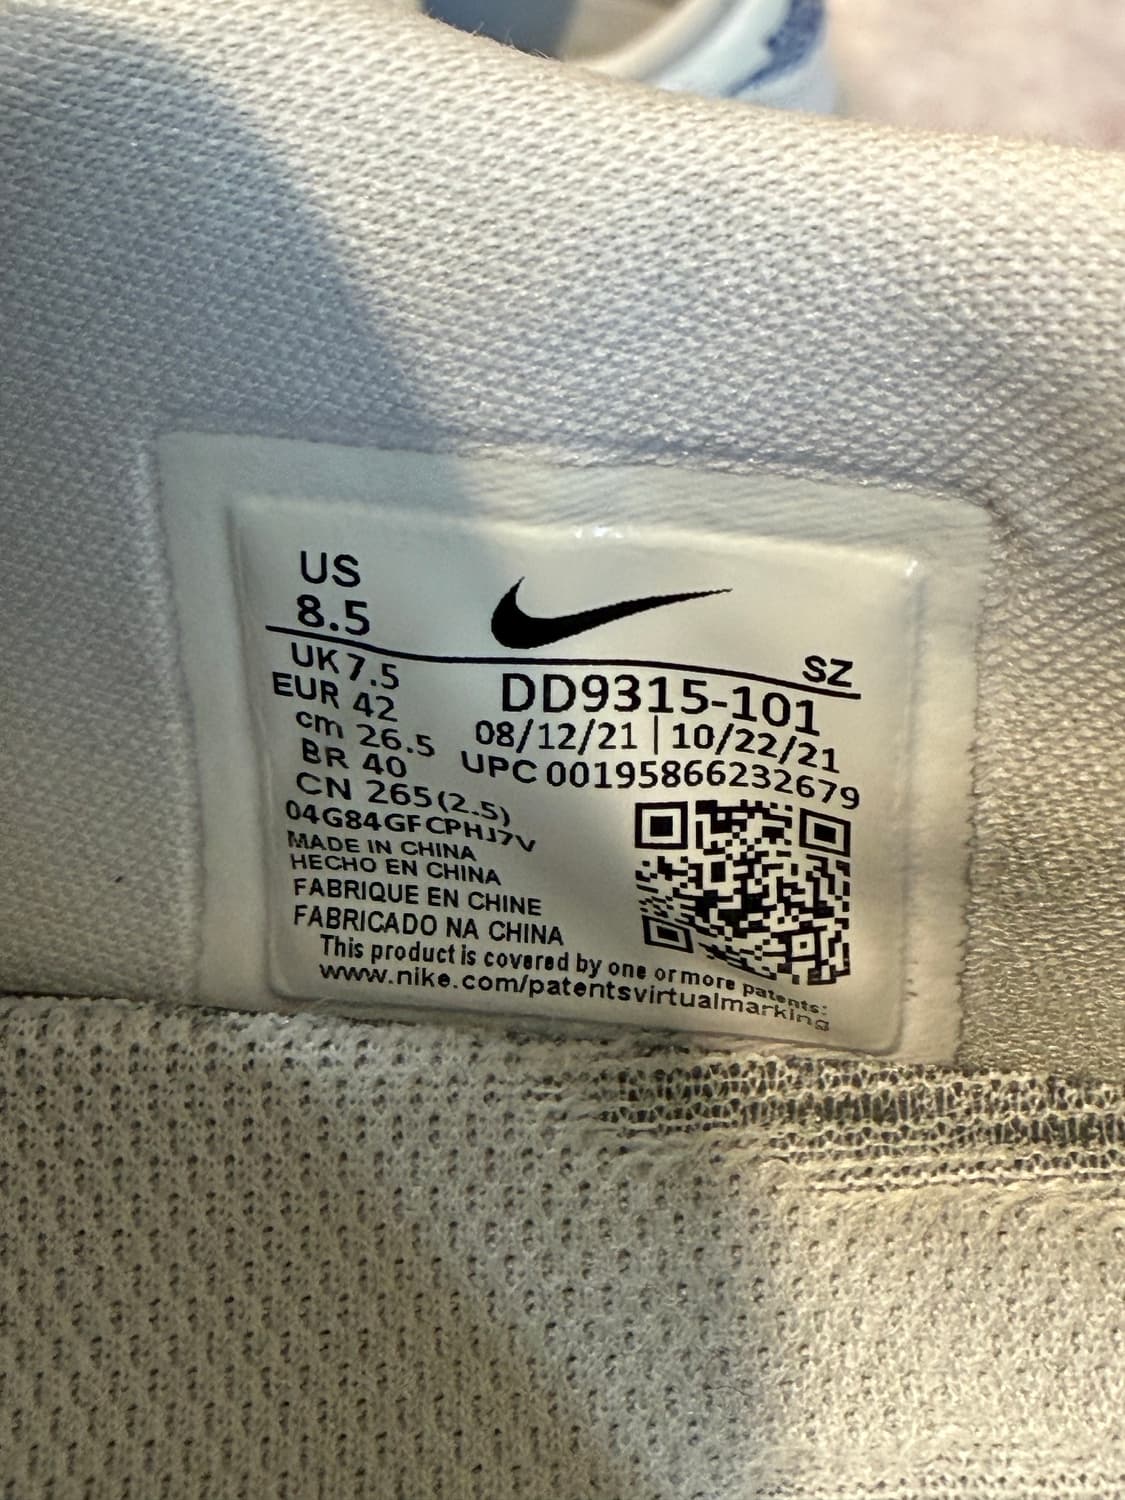 US
8.5
SZ
UK 7.5
EUR 42
cm 26.5
BR 40
CN 265(2.5)
DD9315-101
08/12/21 | 10/22/21
UPC 00195866232679
04G84GFCPHJ7V
MADE IN CHINA
HECHO EN CHINA
FABRIQUE EN CHINE
FABRICADO NA CHINA
This product is covered by one or more patents:
www.nike.com/patentsvirtualmarking